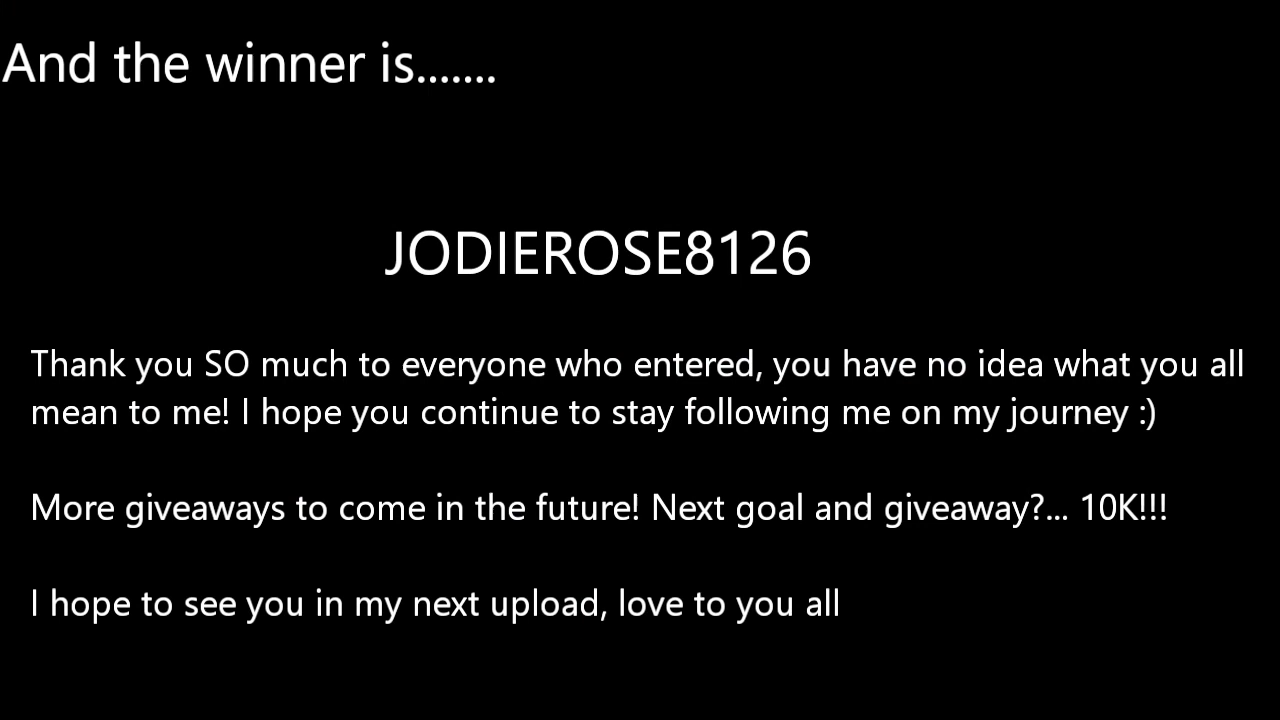 And the winner is.......
JODIEROSE8126
Thank you SO much to everyone who entered, you have no idea what you all
mean to me! I hope you continue to stay following me on my journey :)
More giveaways to come in the future! Next goal and giveaway?... 10K!!!
I hope to see you in my next upload, love to you all